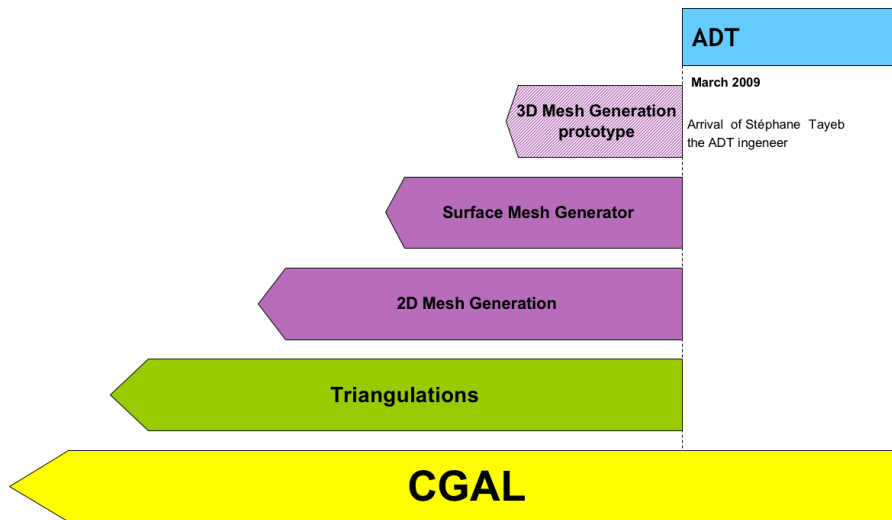 ADT
March 2009
3D Mesh Generation
prototype
Arrival of Stéphane Tayeb
the ADT ingeneer
Surface Mesh Generator
2D Mesh Generation
Triangulations
CGAL